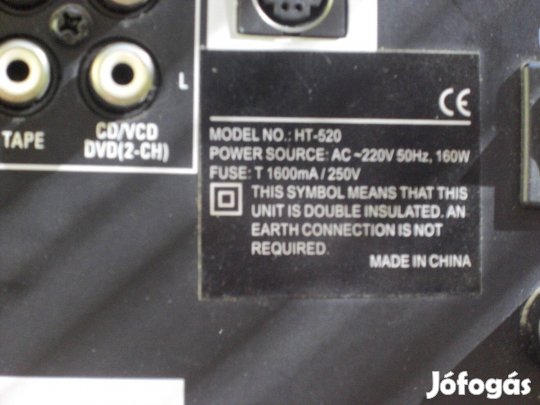 L
TAPE
CD/VCD
DVD(2-CH)
CE
MODEL NO.: HT-520
POWER SOURCE: AC ~220V 50Hz, 160W
FUSE: T 1600mA / 250V
THIS SYMBOL MEANS THAT THIS
UNIT IS DOUBLE INSULATED. AN
EARTH CONNECTION IS NOT
REQUIRED.
MADE IN CHINA
Jófogás